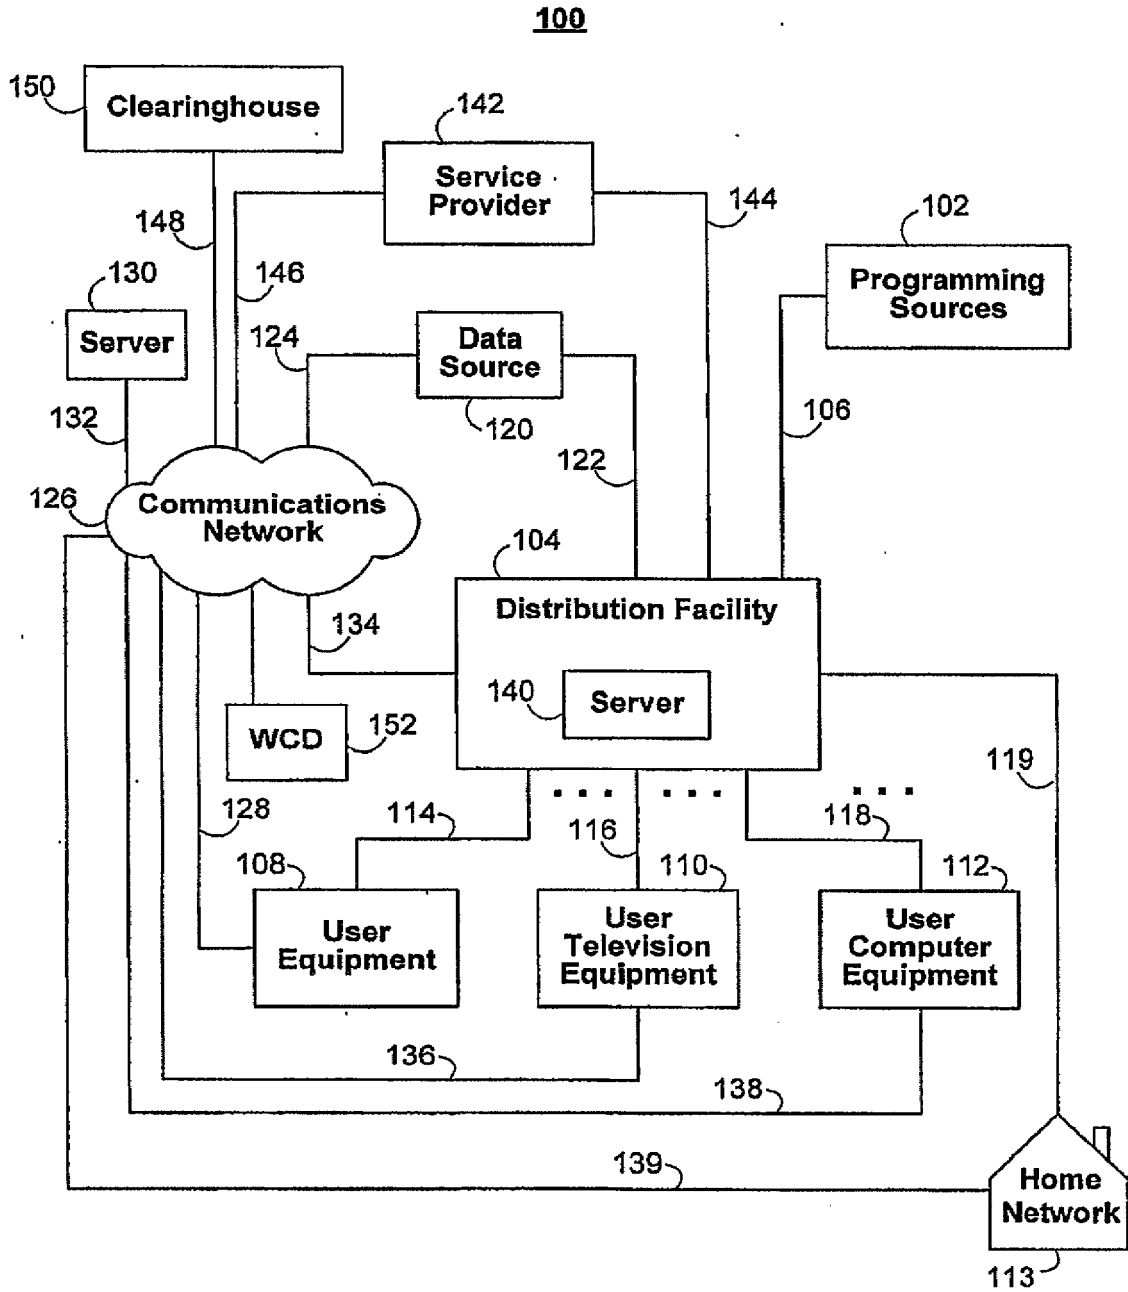 100
150
Clearinghouse
142
Service
Provider
148
144
102
Programming
Sources
130
146
Server
124
Data
Source
120
132
106
122
126
Communications
Network
104
Distribution Facility
134
140
Server
WCD
152
119
128
114
116
118
108
110
112
User
Equipment
User
Television
Equipment
User
Computer
Equipment
136
138
139
Home
Network
113